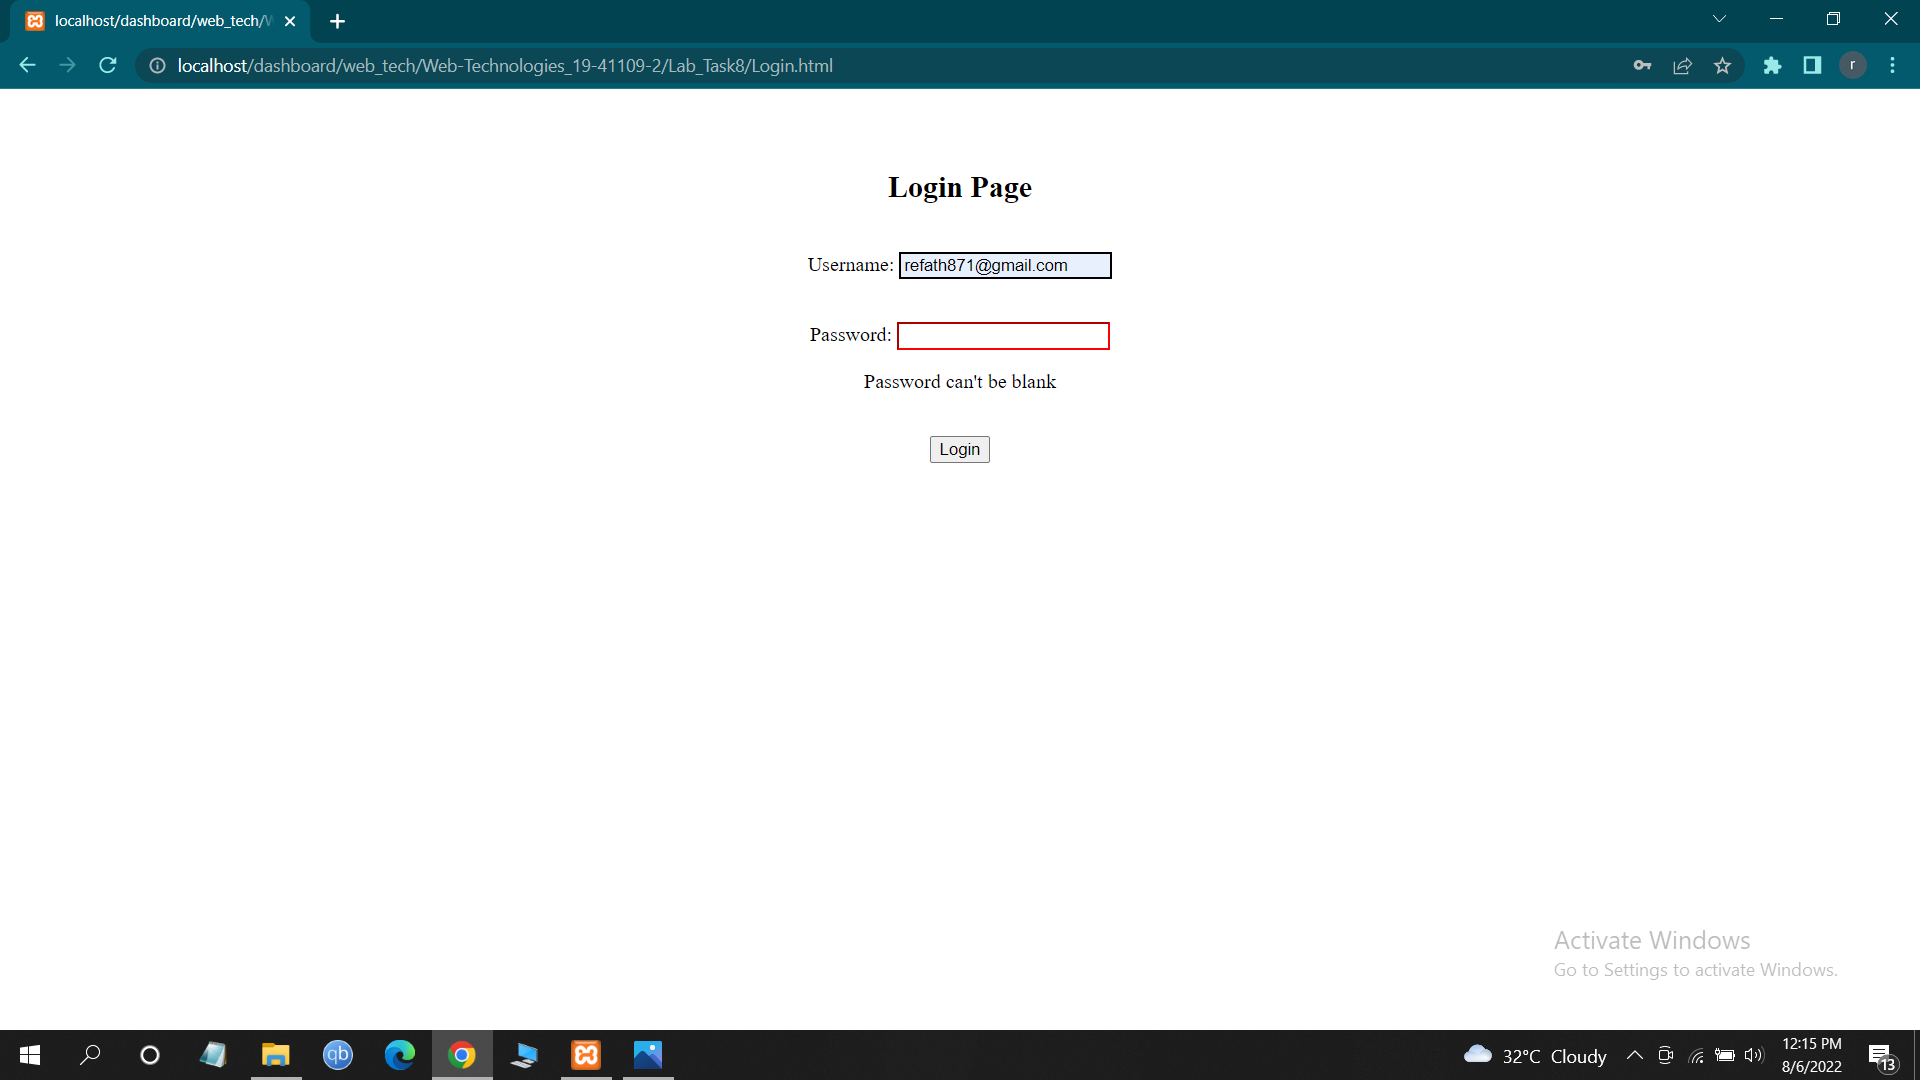 localhost/dashboard/web_tech/W
localhost/dashboard/web_tech/Web-Technologies_19-41109-2/Lab_Task8/Login.html
r
Login Page
Username: refath871@gmail.com
Password:
Password can't be blank
Login
Activate Windows
Go to Settings to activate Windows.
qb
32°C Cloudy
12:15 PM
8/6/2022
13